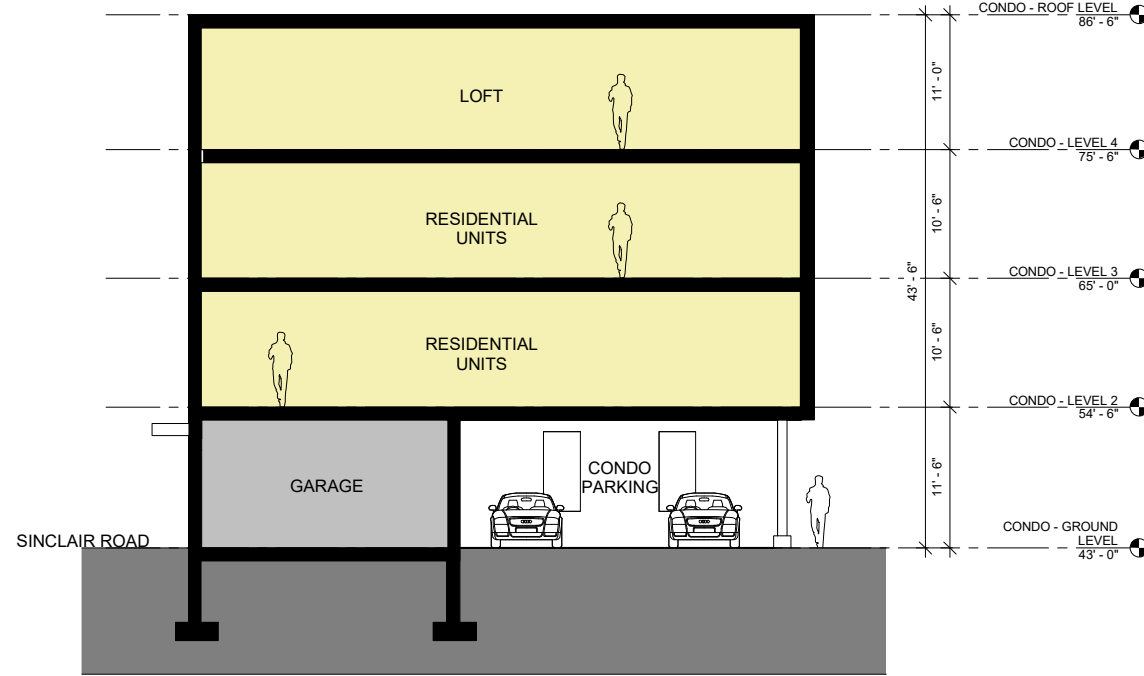 CONDO - ROOF LEVEL
86' - 6"
11' - 0"
LOFT
CONDO - LEVEL 4
75' - 6"
10' - 6"
RESIDENTIAL
UNITS
43' - 6"
CONDO - LEVEL 3
65' - 0"
10' - 6"
RESIDENTIAL
UNITS
CONDO - LEVEL 2
54' - 6"
11' - 6"
GARAGE
CONDO
PARKING
SINCLAIR ROAD
CONDO - GROUND
LEVEL
43' - 0"